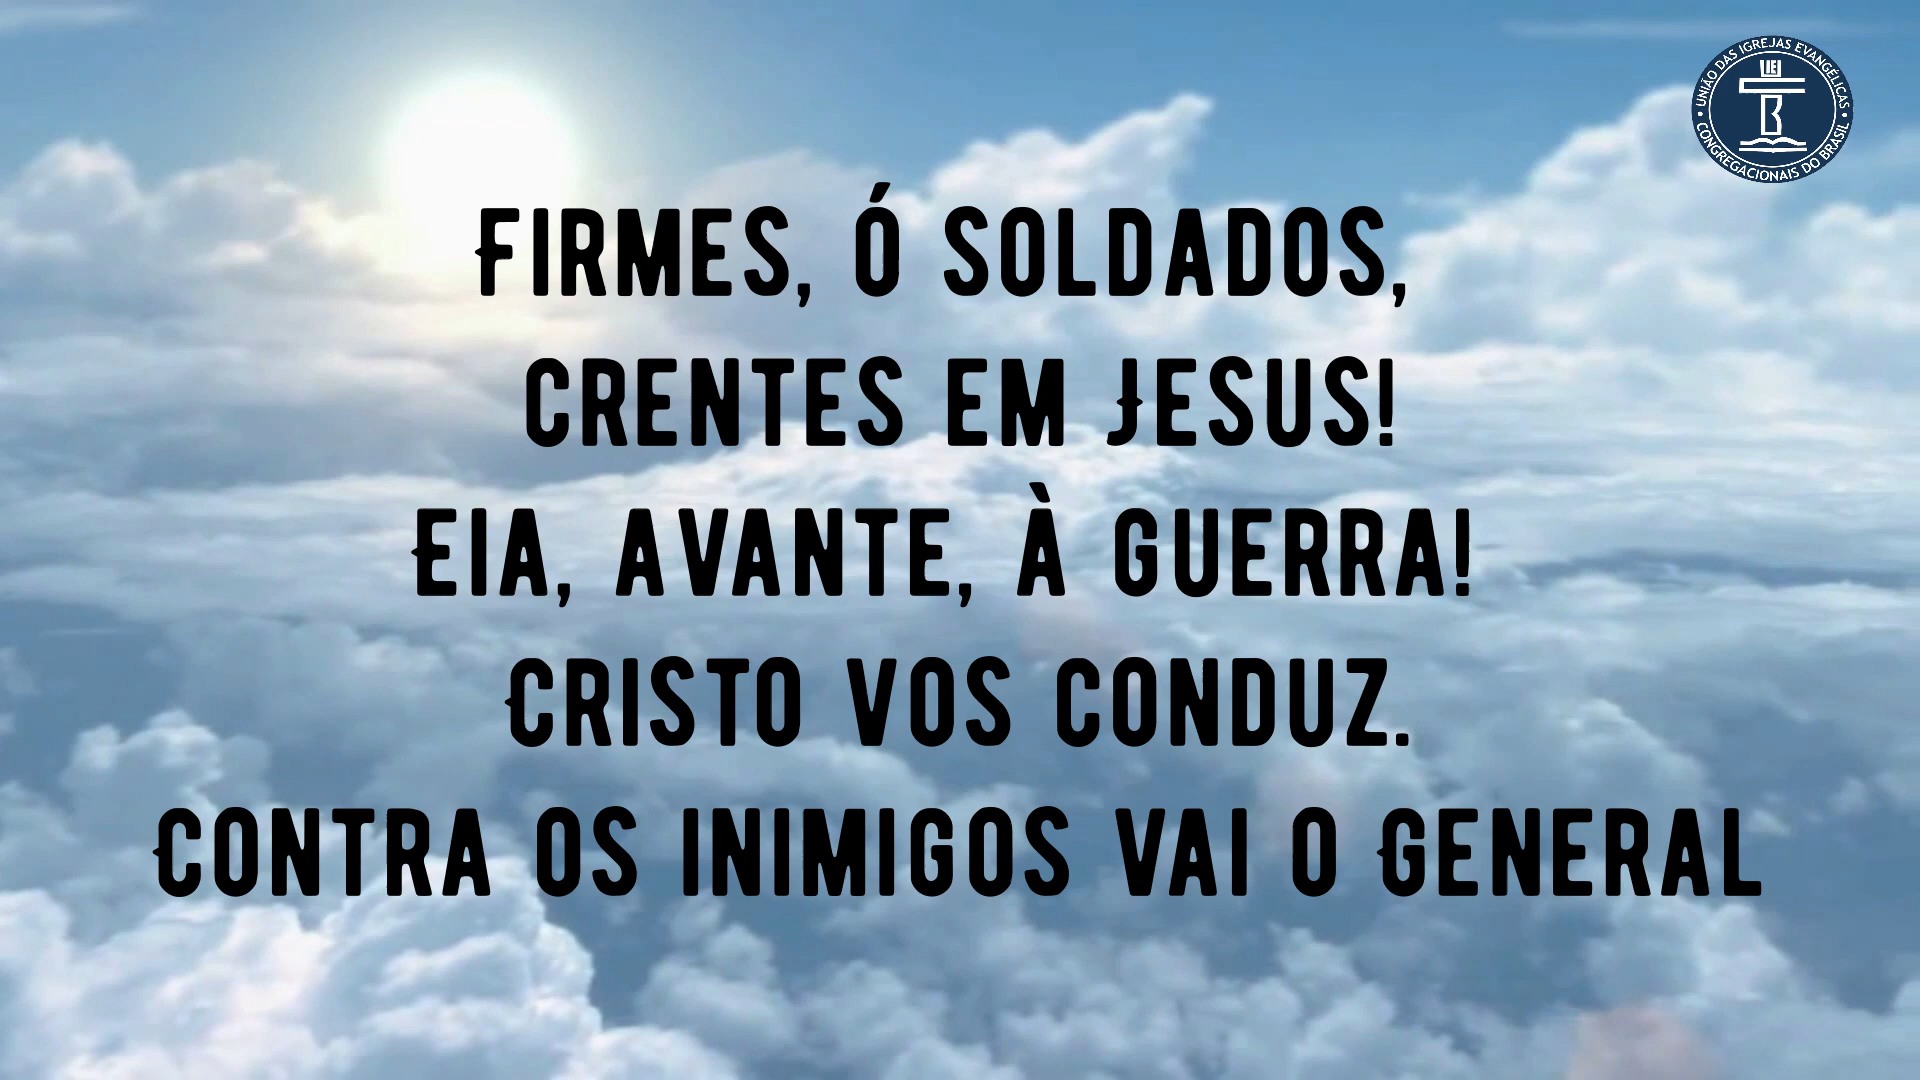 Firmes, ó soldados,
crentes em Jesus!
Eia, avante, à guerra!
Cristo vos conduz.
Contra os inimigos vai o General
UNIÃO DAS IGREJAS EVANGÉLICAS
CONGREGACIONAIS DO BRASIL